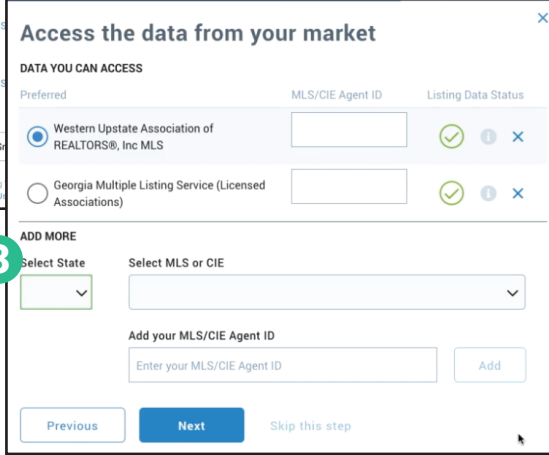 Access the data from your market
DATA YOU CAN ACCESS
Preferred MLS/CIE Agent ID Listing Data Status
Western Upstate Association of
REALTORS®, Inc MLS
Georgia Multiple Listing Service (Licensed
Associations)
ADD MORE
3
Select State Select MLS or CIE
Add your MLS/CIE Agent ID
Enter your MLS/CIE Agent ID Add
Previous Next Skip this step